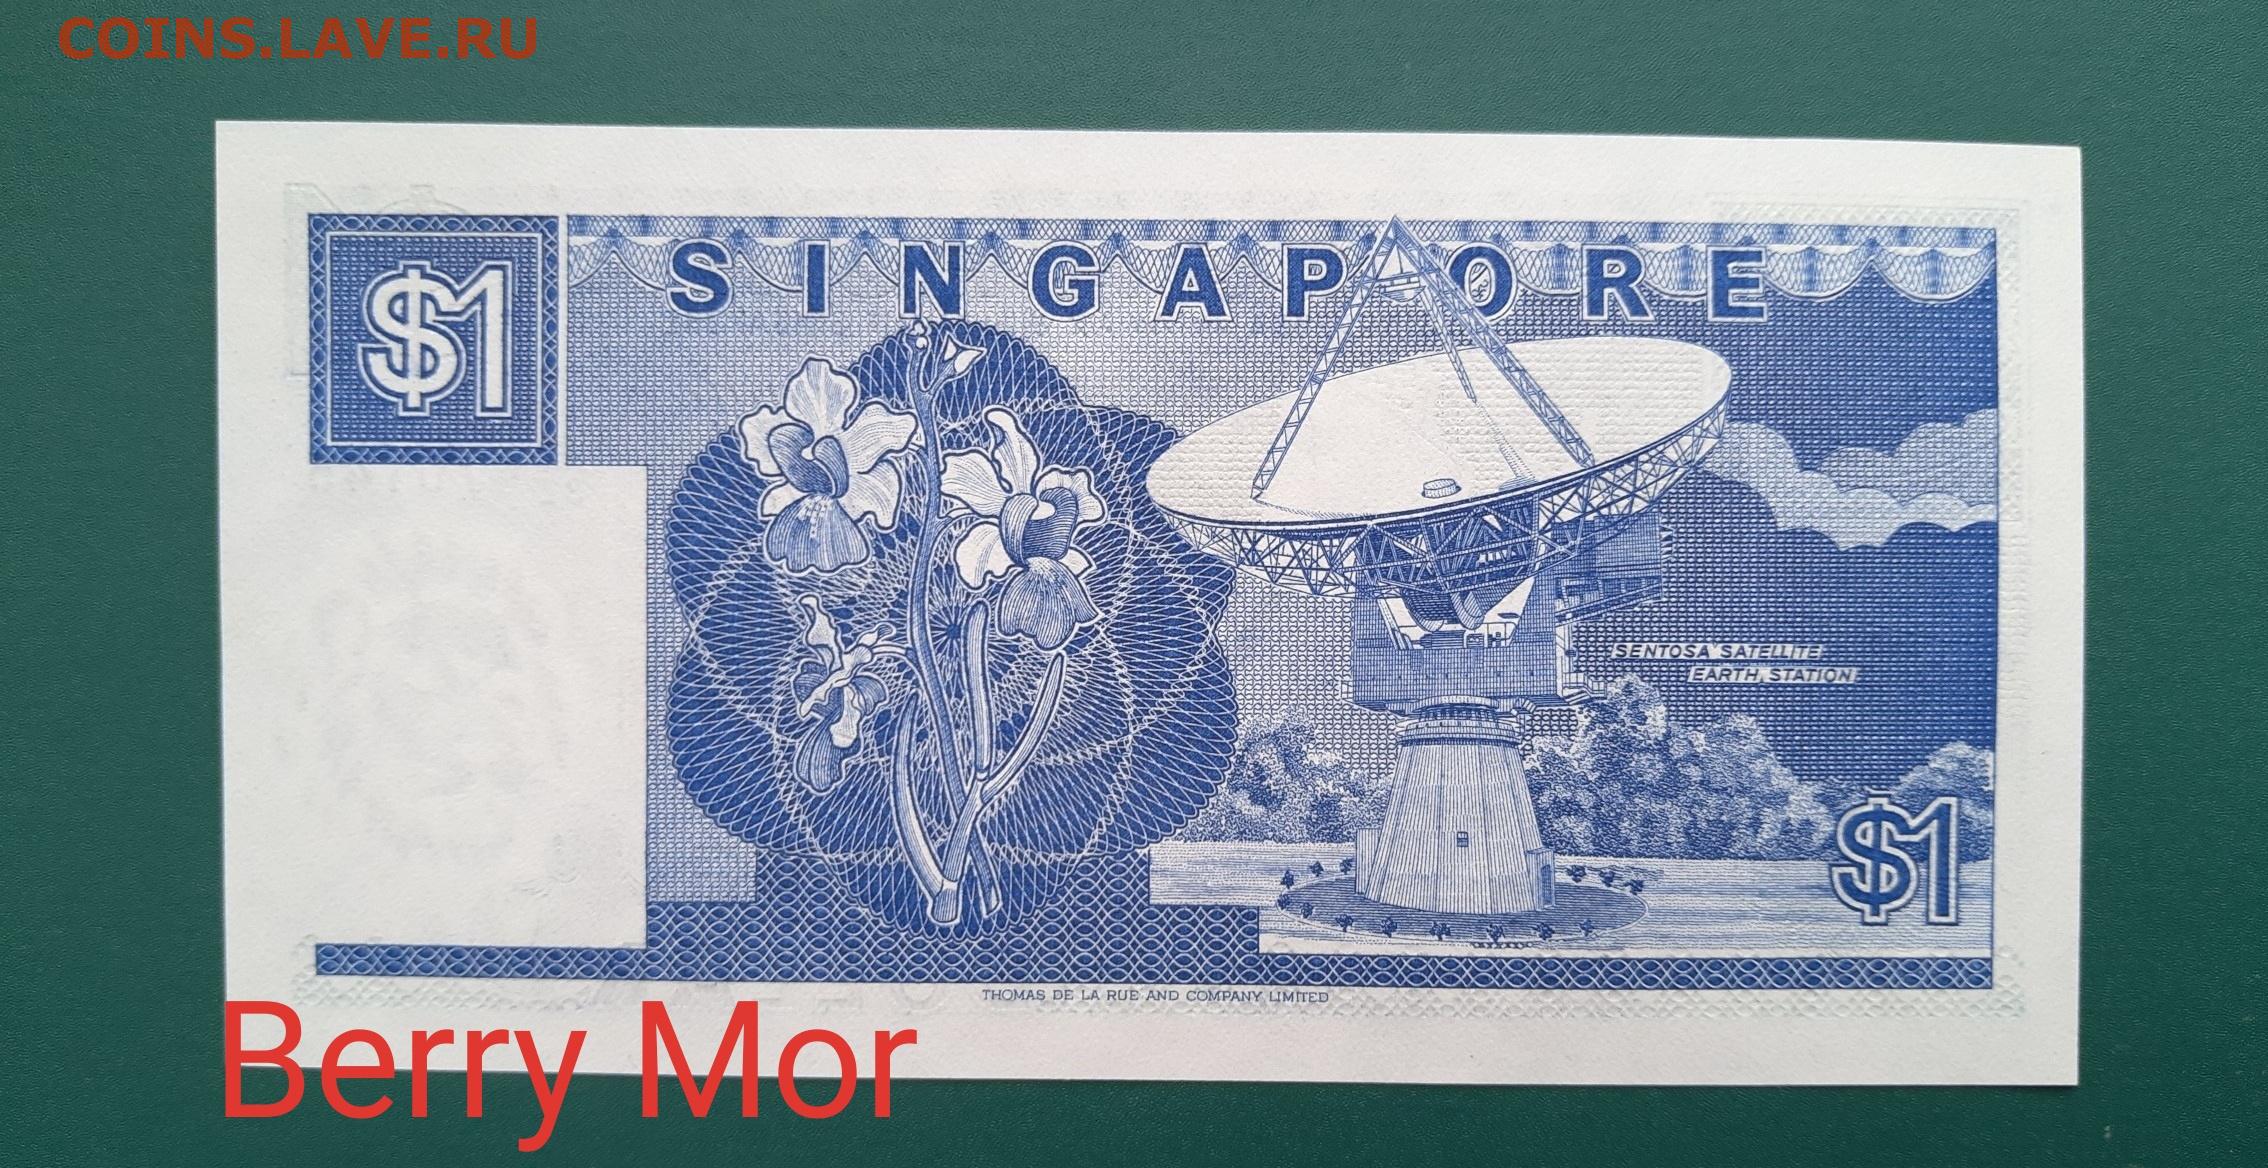 COINS.LAVE.RU
$1
SINGAPORE
SENTOSA SATELLITE
EARTH STATION
$1
THOMAS DE LA RUE AND COMPANY LIMITED
Berry Mor